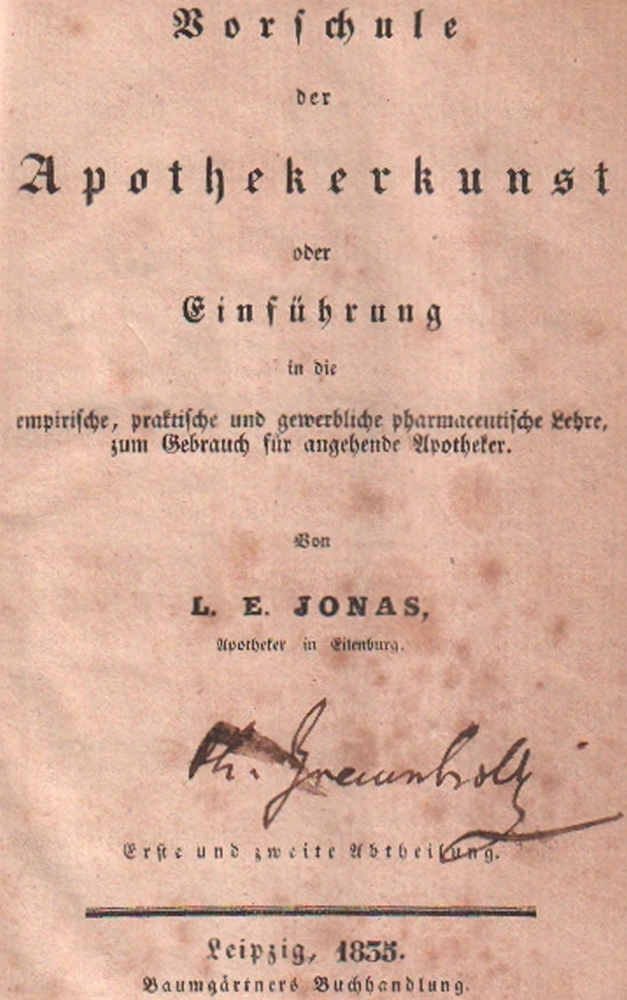 Vorschule
der
Apothekerkunst
oder
Einführung
in die
empirische, praktische und gewerbliche pharmaceutische Lehre,
zum Gebrauch für angehende Apotheker.
Von
L. E. JONAS,
Apotheker in Eilenburg.
Th.
Erste und zweite Abtheilung.
Leipzig, 1835.
Baumgärtners Buchhandlung.